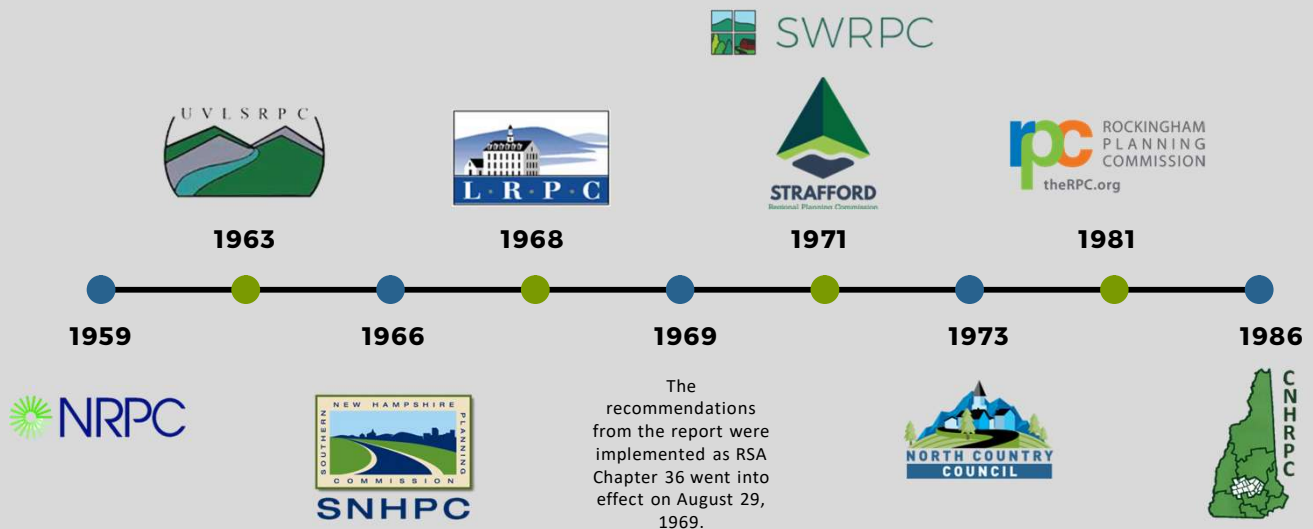 SWRPC
UVLSRPC
L·R·P·C
STRAFFORD
Regional Planning Commission
rpc
ROCKINGHAM
PLANNING
COMMISSION
theRPC.org
1963
1968
1971
1981
1959
1966
1969
1973
1986
NRPC
NEW HAMPSHIRE
SOUTHERN
PLANNING
COMMISSION
SNHPC
The
recommendations
from the report were
implemented as RSA
Chapter 36 went into
effect on August 29,
1969.
NORTH COUNTRY
COUNCIL
CNHRPC